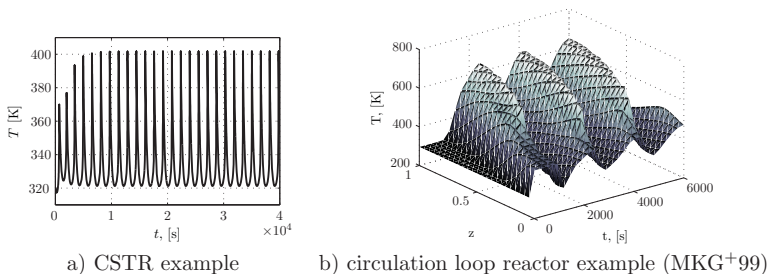 400
380
360
340
320
T [K]
0 1 2 3 4
t, [s]
×10⁴
a) CSTR example
800
600
400
200
T, [K]
1
0.5
0
z
0
2000
4000
6000
t, [s]
b) circulation loop reactor example (MKG⁺99)